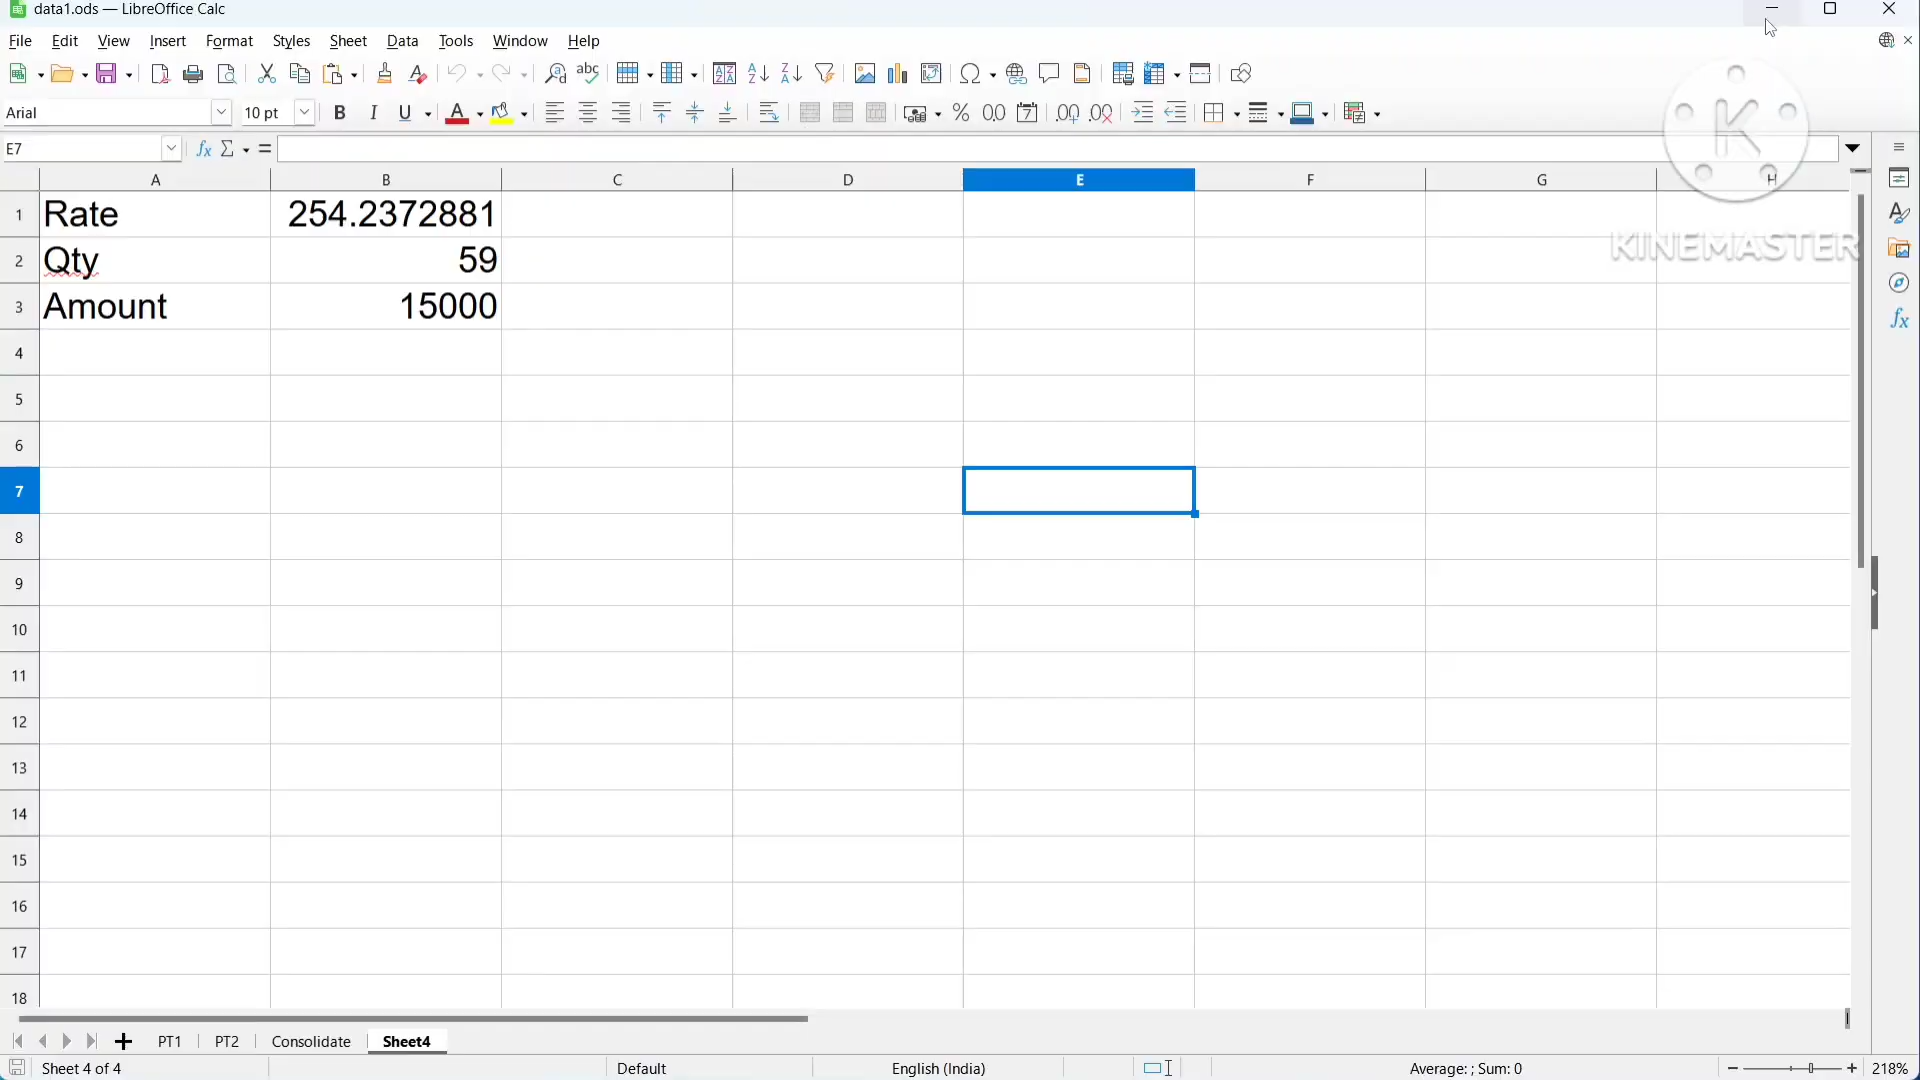 data1.ods — LibreOffice Calc
File Edit View Insert Format Styles Sheet Data Tools Window Help
Arial 10 pt
E7
A B C D E F G H
1 Rate 254.2372881
2 Qty 59
3 Amount 15000
4
5
6
7
8
9
10
11
12
13
14
15
16
17
18
KINEMASTER
PT1 PT2 Consolidate Sheet4
Sheet 4 of 4 Default English (India) Average: ; Sum: 0 218%